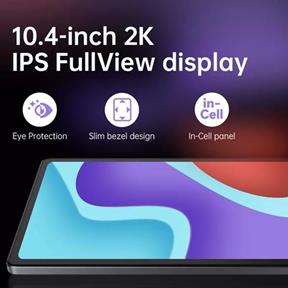 10.4-inch 2K
IPS FullView display
in-
Cell
Eye Protection
Slim bezel design
In-Cell panel